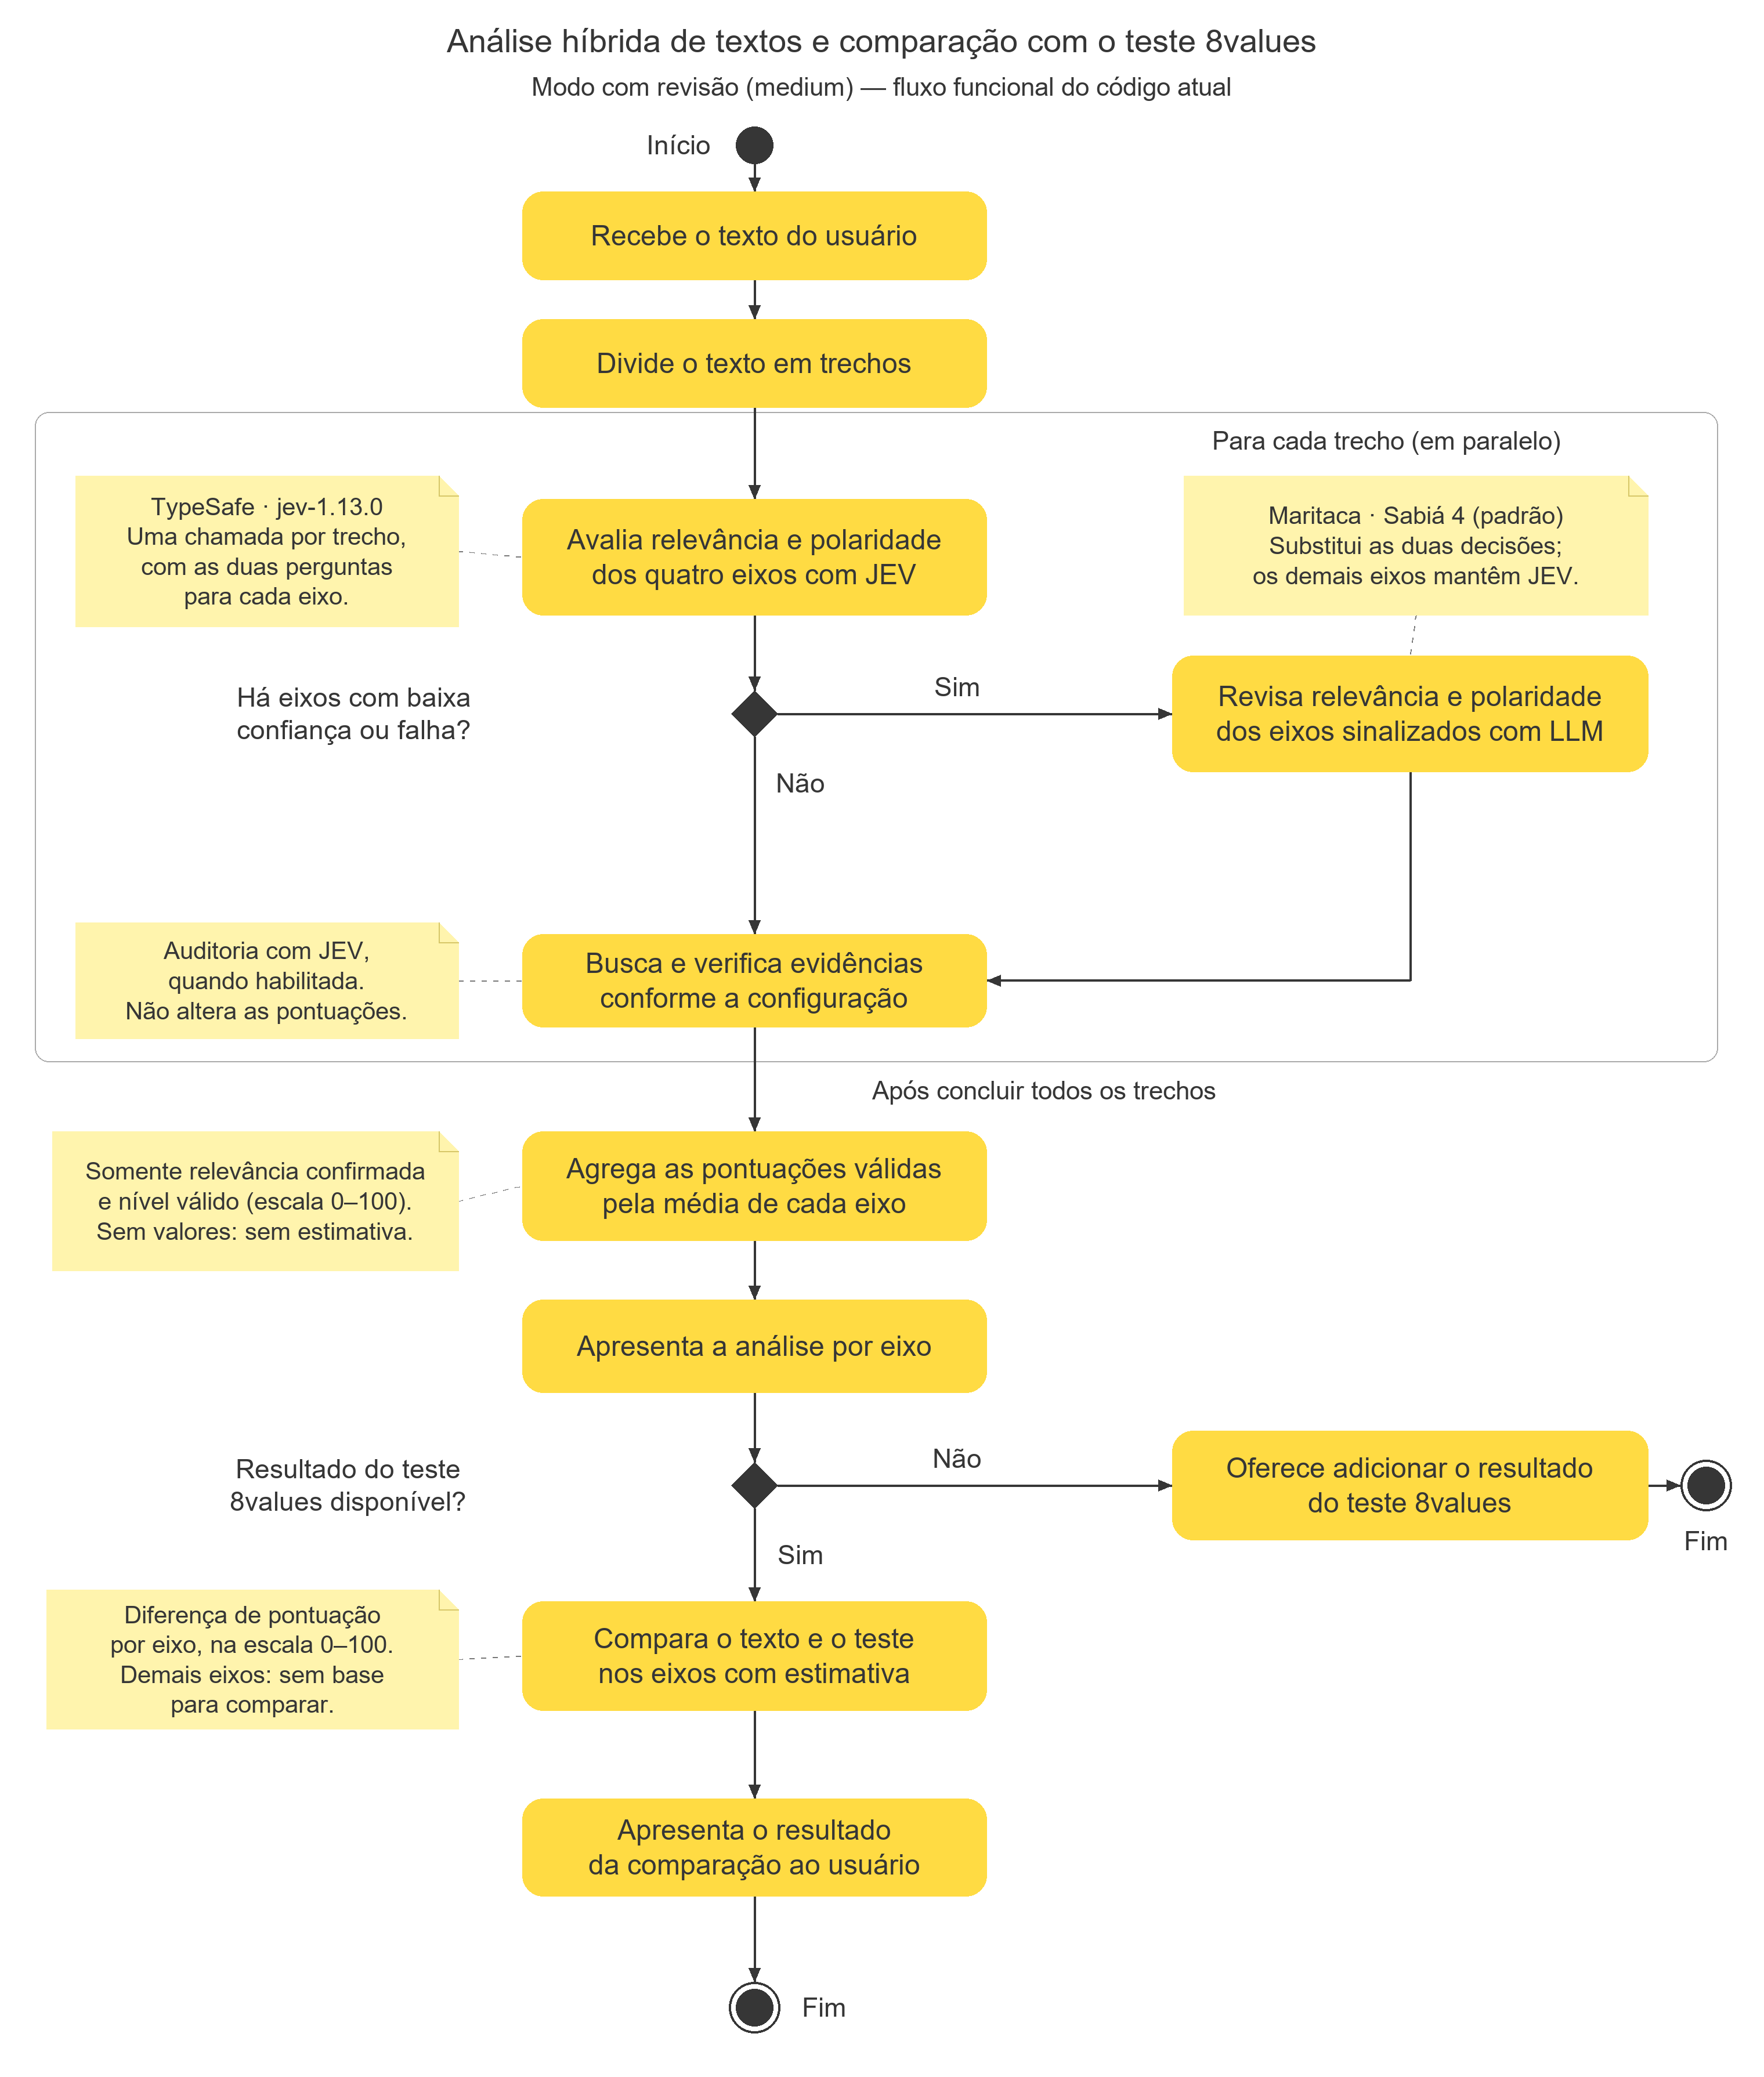 Análise híbrida de textos e comparação com o teste 8values
Modo com revisão (medium) — fluxo funcional do código atual
Início
Recebe o texto do usuário
Divide o texto em trechos
Para cada trecho (em paralelo)
TypeSafe · jev-1.13.0
Uma chamada por trecho,
com as duas perguntas
para cada eixo.
Avalia relevância e polaridade
dos quatro eixos com JEV
Maritaca · Sabiá 4 (padrão)
Substitui as duas decisões;
os demais eixos mantêm JEV.
Há eixos com baixa
confiança ou falha?
Sim
Revisa relevância e polaridade
dos eixos sinalizados com LLM
Não
Auditoria com JEV,
quando habilitada.
Não altera as pontuações.
Busca e verifica evidências
conforme a configuração
Após concluir todos os trechos
Somente relevância confirmada
e nível válido (escala 0–100).
Sem valores: sem estimativa.
Agrega as pontuações válidas
pela média de cada eixo
Apresenta a análise por eixo
Resultado do teste
8values disponível?
Não
Oferece adicionar o resultado
do teste 8values
Fim
Sim
Diferença de pontuação
por eixo, na escala 0–100.
Demais eixos: sem base
para comparar.
Compara o texto e o teste
nos eixos com estimativa
Apresenta o resultado
da comparação ao usuário
Fim